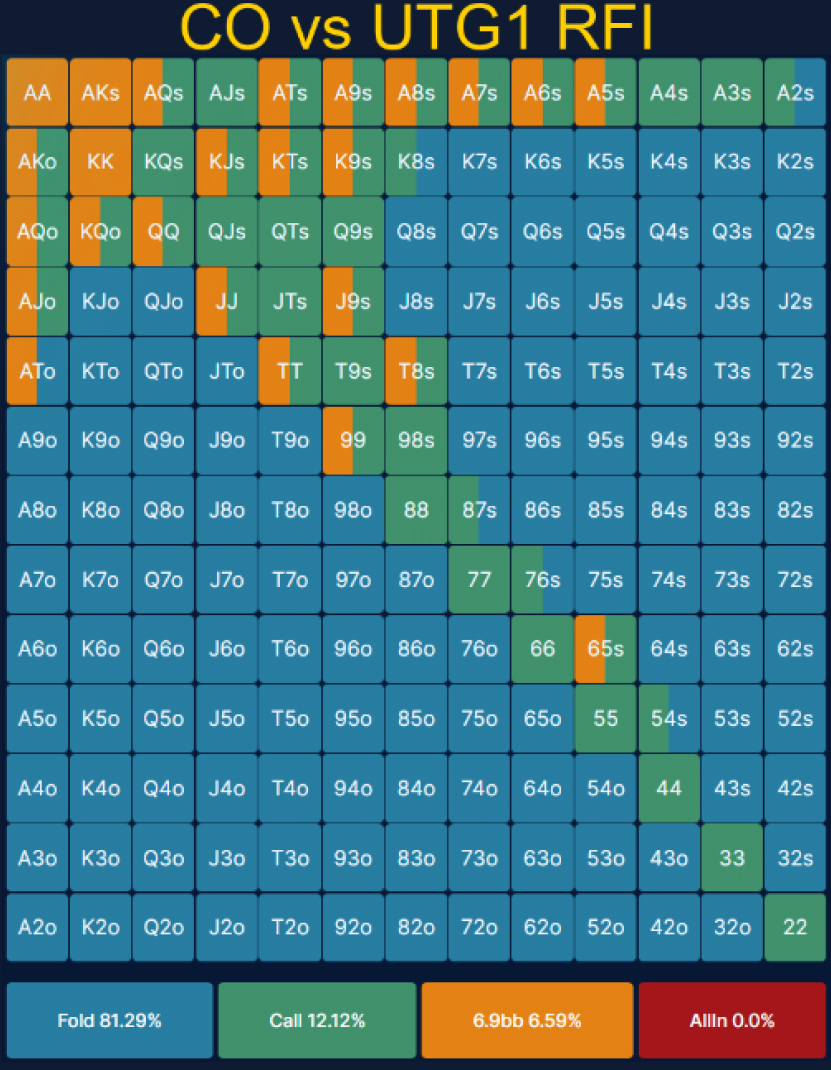 CO vs UTG1 RFI
AA AKs AQs AJs ATs A9s A8s A7s A6s A5s A4s A3s A2s
AKo KK KQs KJs KTs K9s K8s K7s K6s K5s K4s K3s K2s
AQo KQo QQ QJs QTs Q9s Q8s Q7s Q6s Q5s Q4s Q3s Q2s
AJo KJo QJo JJ JTs J9s J8s J7s J6s J5s J4s J3s J2s
ATo KTo QTo JTo TT T9s T8s T7s T6s T5s T4s T3s T2s
A9o K9o Q9o J9o T9o 99 98s 97s 96s 95s 94s 93s 92s
A8o K8o Q8o J8o T8o 98o 88 87s 86s 85s 84s 83s 82s
A7o K7o Q7o J7o T7o 97o 87o 77 76s 75s 74s 73s 72s
A6o K6o Q6o J6o T6o 96o 86o 76o 66 65s 64s 63s 62s
A5o K5o Q5o J5o T5o 95o 85o 75o 65o 55 54s 53s 52s
A4o K4o Q4o J4o T4o 94o 84o 74o 64o 54o 44 43s 42s
A3o K3o Q3o J3o T3o 93o 83o 73o 63o 53o 43o 33 32s
A2o K2o Q2o J2o T2o 92o 82o 72o 62o 52o 42o 32o 22
Fold 81.29% Call 12.12% 6.9bb 6.59% AllIn 0.0%